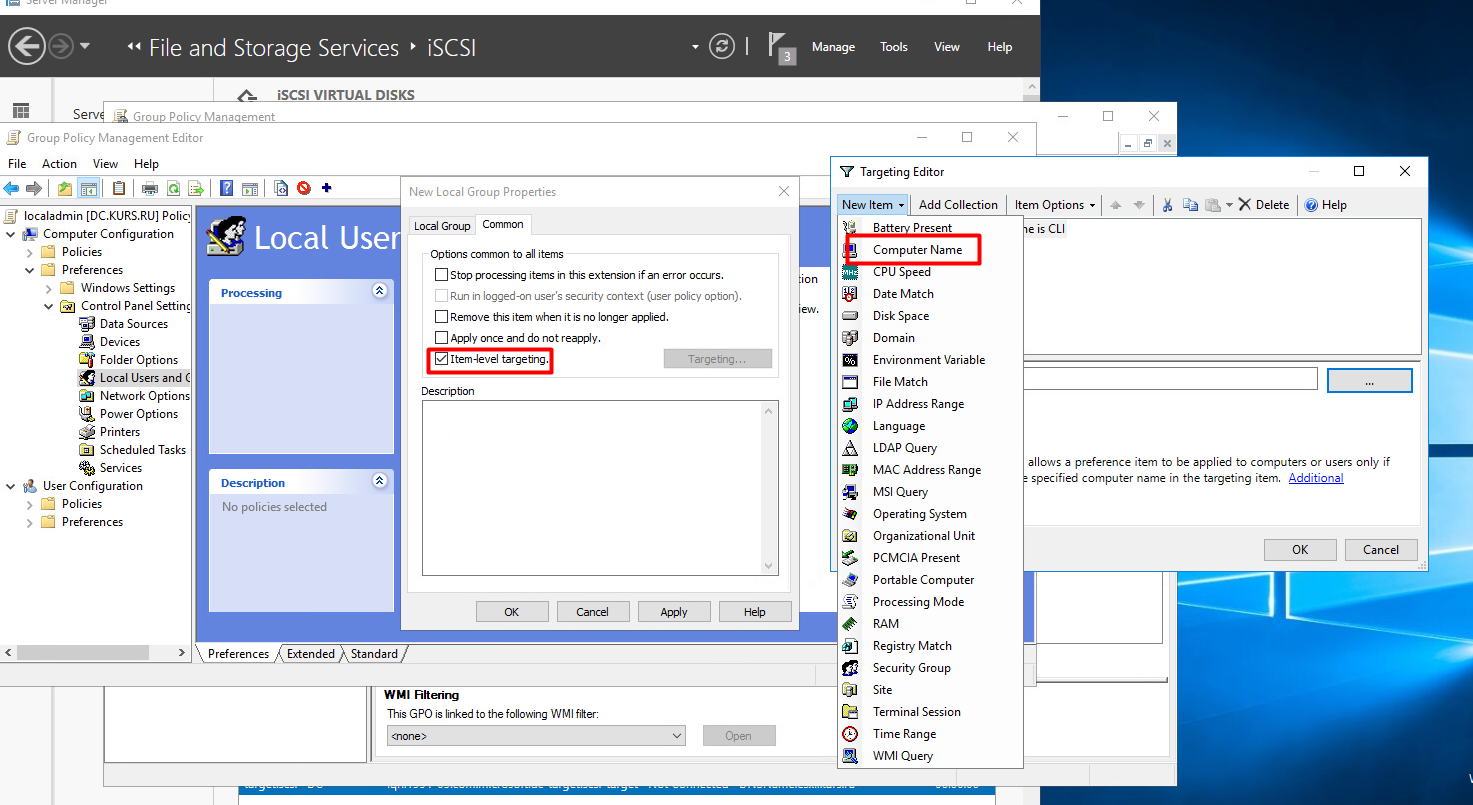 Server Manager
File and Storage Services
iSCSI
3
Manage
Tools
View
Help
iSCSI VIRTUAL DISKS
Serve
Group Policy Management
Group Policy Management Editor
File
Action
View
Help
localadmin [DC.KURS.RU] Policy
Computer Configuration
Policies
Preferences
Windows Settings
Control Panel Setting
Data Sources
Devices
Folder Options
Local Users and G
Network Options
Power Options
Printers
Scheduled Tasks
Services
User Configuration
Policies
Preferences
Local User
Processing
Description
No policies selected
Preferences
Extended
Standard
New Local Group Properties
Local Group
Common
Options common to all items
Stop processing items in this extension if an error occurs.
Run in logged-on user's security context (user policy option).
Remove this item when it is no longer applied.
Apply once and do not reapply.
Item-level targeting.
Targeting...
Description
OK
Cancel
Apply
Help
tion
iew.
Targeting Editor
New Item
Add Collection
Item Options
Delete
Help
ne is CLI
Battery Present
Computer Name
CPU Speed
MHz
Date Match
Disk Space
Domain
Environment Variable
File Match
IP Address Range
Language
LDAP Query
MAC Address Range
MSI Query
Operating System
Organizational Unit
PCMCIA Present
Portable Computer
Processing Mode
RAM
Registry Match
Security Group
Site
Terminal Session
Time Range
WMI Query
...
allows a preference item to be applied to computers or users only if
e specified computer name in the targeting item. Additional
OK
Cancel
WMI Filtering
This GPO is linked to the following WMI filter:
<none>
Open